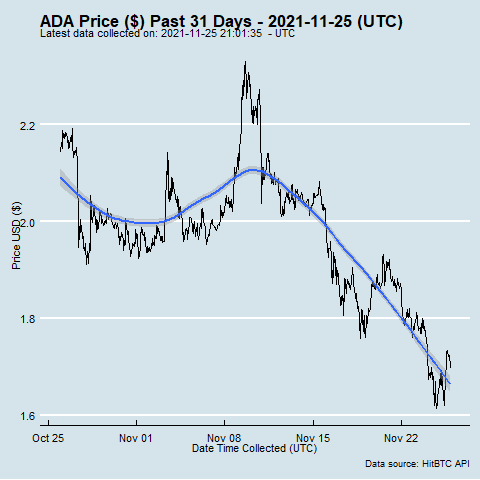 ADA Price ($) Past 31 Days - 2021-11-25 (UTC)
Latest data collected on: 2021-11-25 21:01:35  - UTC
2.2
2.0
1.8
1.6
Price USD ($)
Oct 25 Nov 01 Nov 08 Nov 15 Nov 22
Date Time Collected (UTC)
Data source: HitBTC API